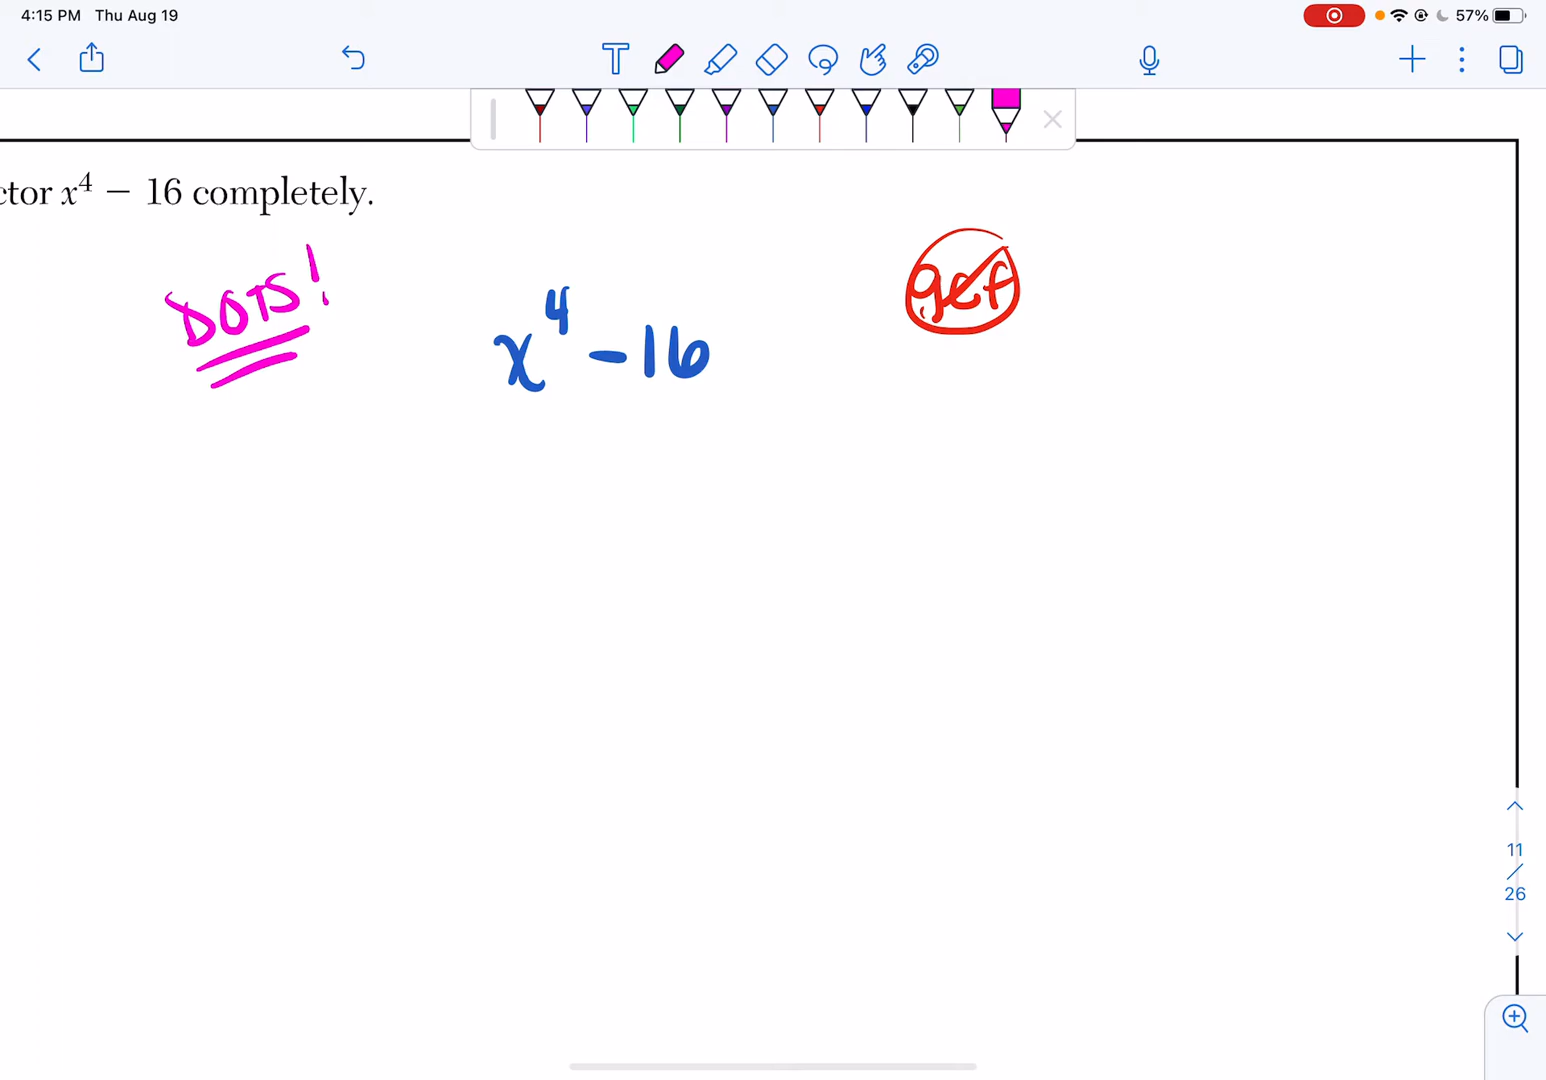 4:15 PM Thu Aug 19
57%
T
ctor x⁴ − 16 completely.
DOTS!
gcf
x⁴ − 16
11
/
26